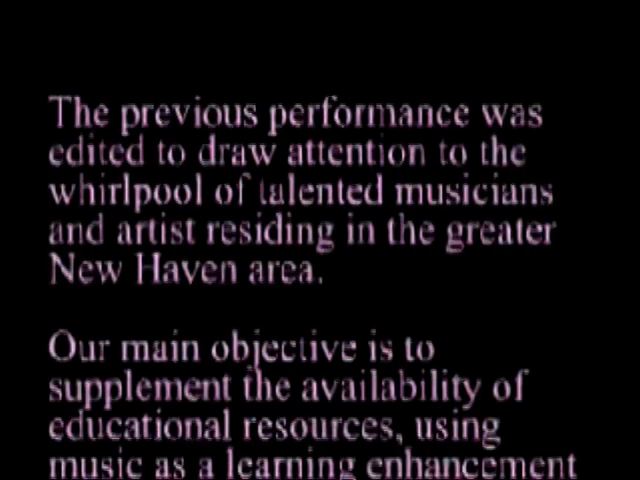 The previous performance was
edited to draw attention to the
whirlpool of talented musicians
and artist residing in the greater
New Haven area.
Our main objective is to
supplement the availability of
educational resources, using
music as a learning enhancement